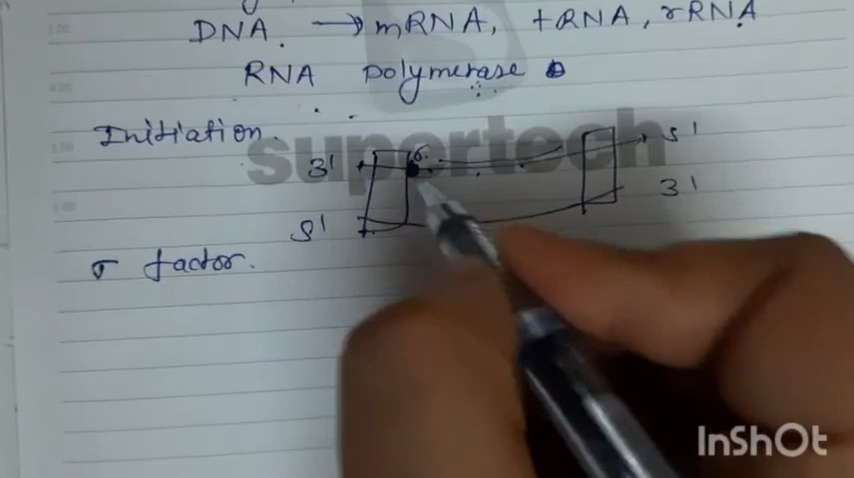 DNA. → mRNA, tRNA, rRNA.
RNA polymerase
Initiation.
supertech
3' σ 5'
5' 3'
σ factor.
InShOt